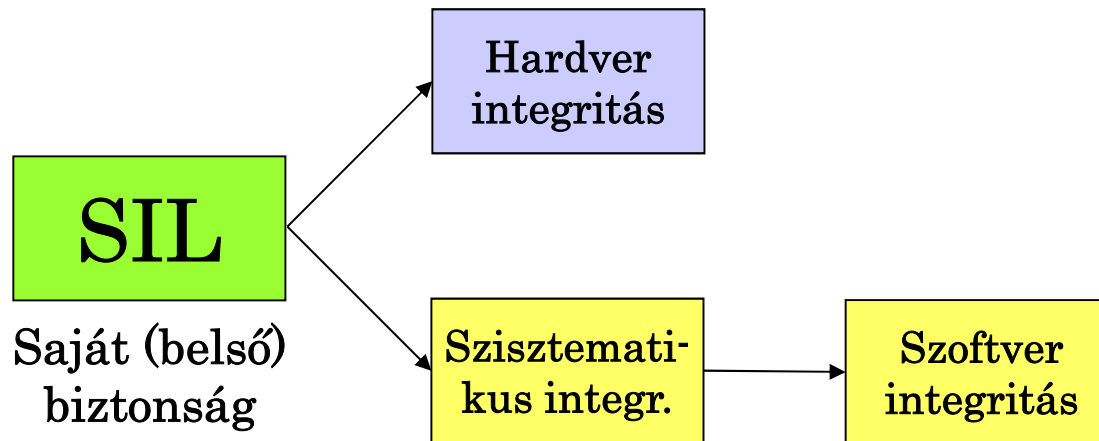 Hardver
integritás
SIL
Saját (belső)
biztonság
Szisztemati-
kus integr.
Szoftver
integritás